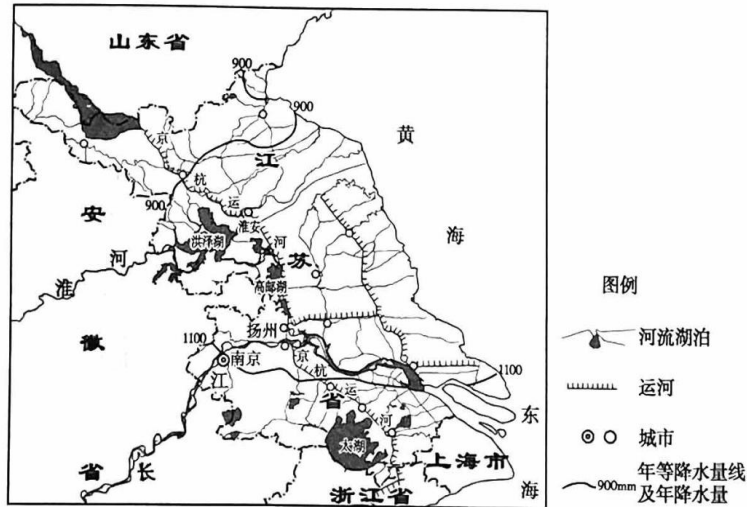 山东省
900
900
黄
海
京
杭
运
河
江
苏
省
安
徽
省
900
洪泽湖
淮安
淮
河
高邮湖
扬州
1100
南京
京
杭
运
河
1100
长
江
太湖
上海市
浙江省
东
海
图例
河流湖泊
运河
城市
900mm 年等降水量线
及年降水量